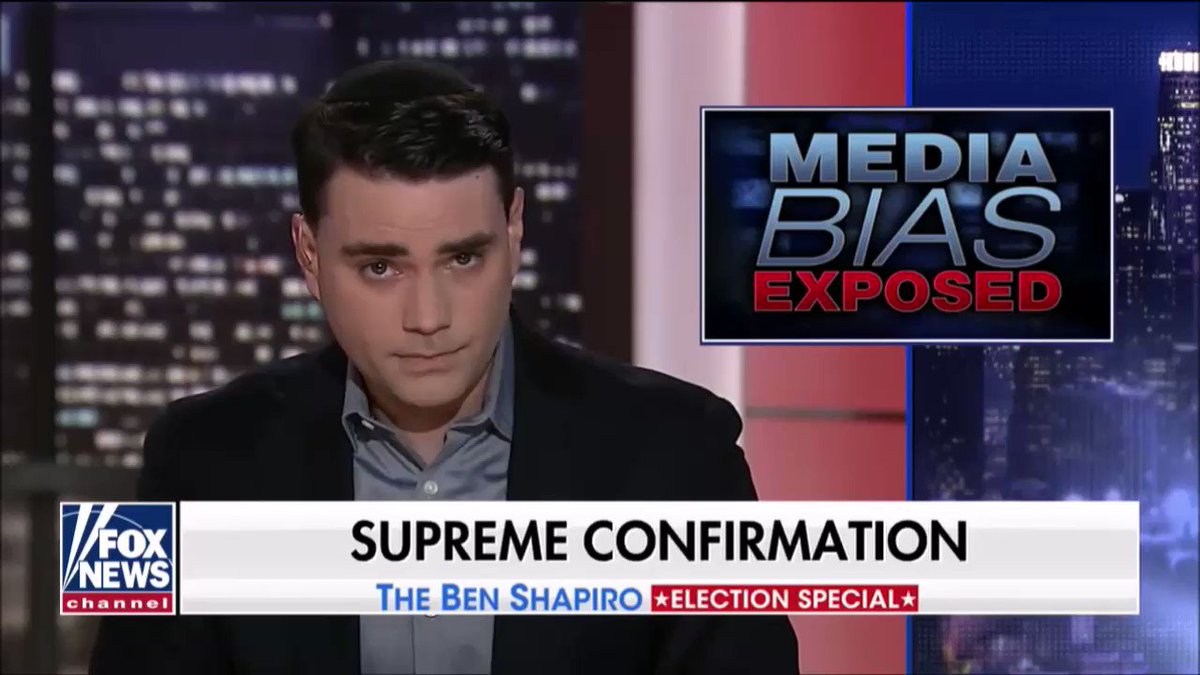 MEDIA
BIAS
EXPOSED
SUPREME CONFIRMATION
FOX
NEWS
channel
THE BEN SHAPIRO ★ELECTION SPECIAL★